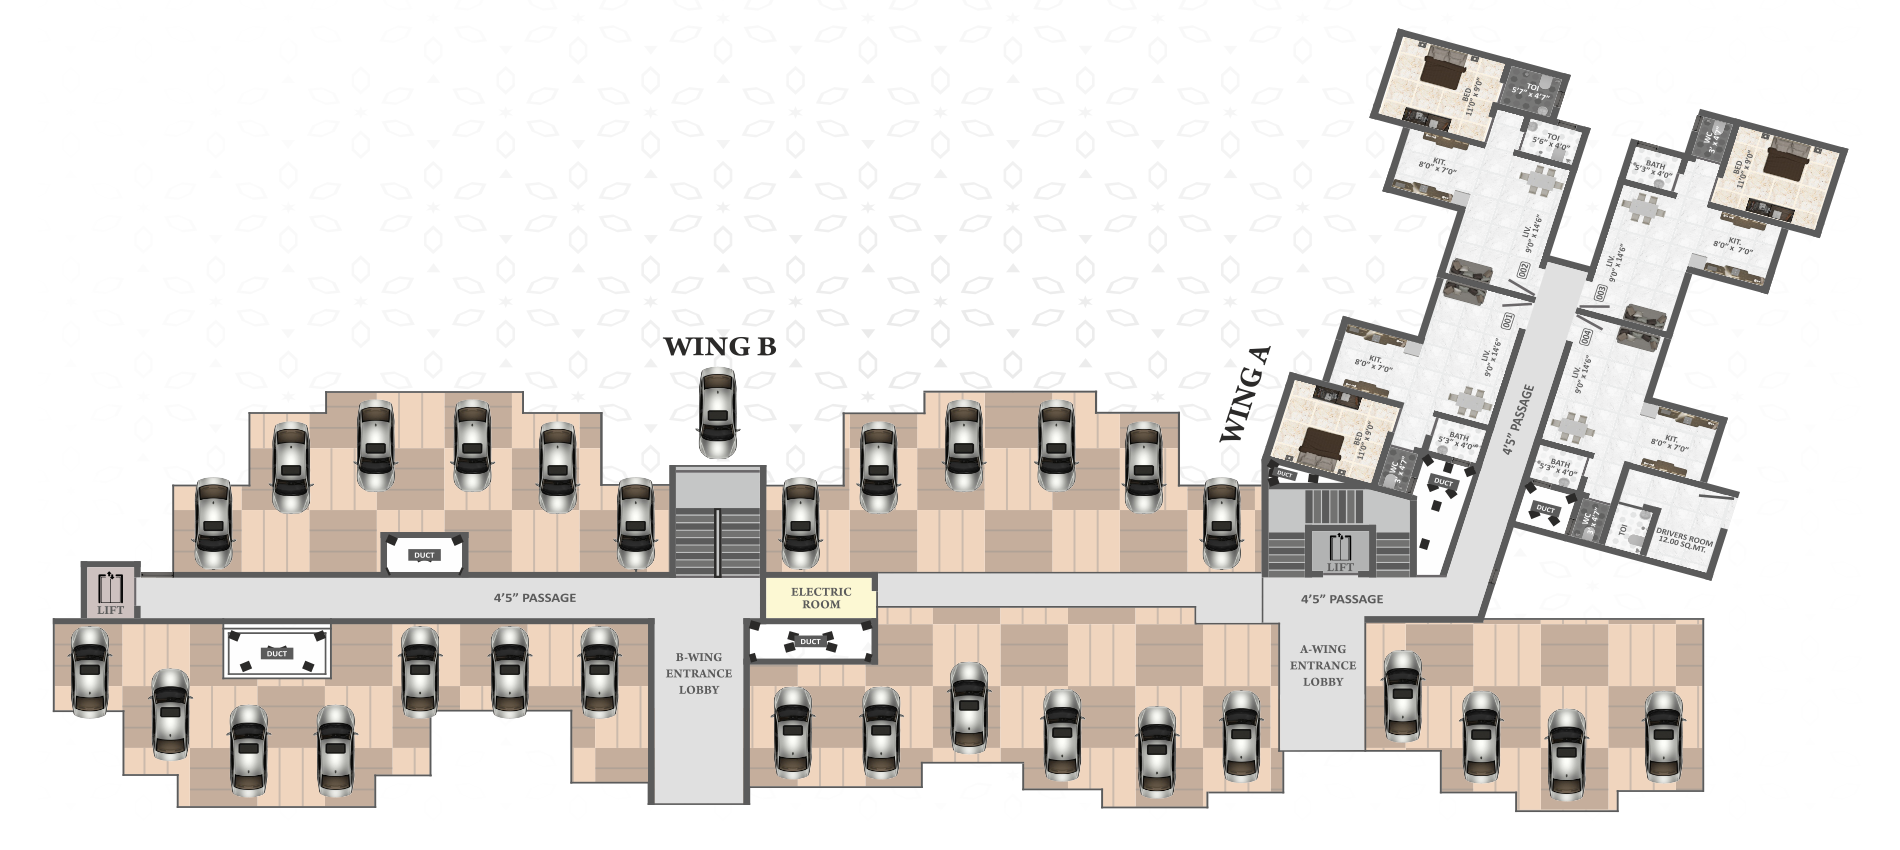 WING B
WING A
BED
11'0" x 9'0"
TOI
5'7" x 4'7"
TOI
5'6" x 4'0"
KIT.
8'0" x 7'0"
LIV.
9'0" x 14'6"
002
WC
3' x 4'7"
BATH
5'3" x 4'0"
BED
11'0" x 9'0"
KIT.
8'0" x 7'0"
LIV.
9'0" x 14'6"
003
001
LIV.
9'0" x 14'6"
KIT.
8'0" x 7'0"
BED
11'0" x 9'0"
BATH
5'3" x 4'0"
WC
3' x 4'7"
DUCT
DUCT
004
LIV.
9'0" x 14'6"
KIT.
8'0" x 7'0"
BATH
5'3" x 4'0"
DUCT
WC
3' x 4'7"
TOI
DRIVERS ROOM
12.00 SQ.MT.
4'5" PASSAGE
LIFT
4'5" PASSAGE
A-WING
ENTRANCE
LOBBY
DUCT
LIFT
4'5" PASSAGE
ELECTRIC
ROOM
DUCT
DUCT
B-WING
ENTRANCE
LOBBY